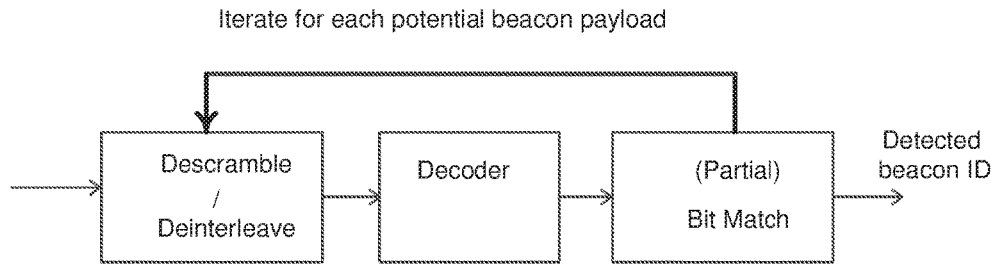 Iterate for each potential beacon payload
Descramble
/
Deinterleave
Decoder
(Partial)
Bit Match
Detected
beacon ID